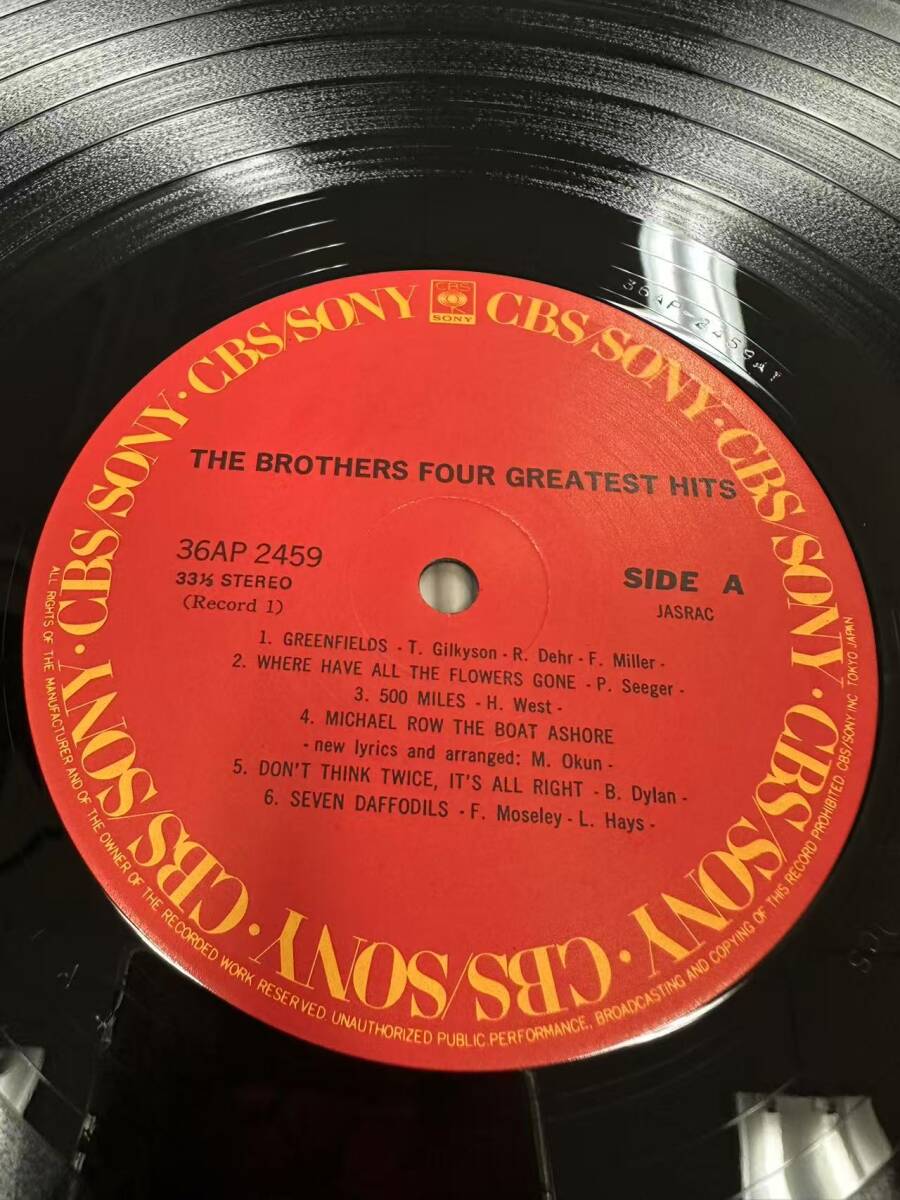 CBS/SONY · CBS/SONY · CBS/SONY · CBS/SONY · CBS/SONY · CBS/SONY · CBS/SONY · CBS/SONY · CBS/SONY
CBS
SONY
36AP-2459A1
THE BROTHERS FOUR GREATEST HITS
36AP 2459
33⅓ STEREO
(Record 1)
SIDE A
JASRAC
1. GREENFIELDS - T. Gilkyson - R. Dehr - F. Miller -
2. WHERE HAVE ALL THE FLOWERS GONE - P. Seeger -
3. 500 MILES - H. West -
4. MICHAEL ROW THE BOAT ASHORE
- new lyrics and arranged: M. Okun -
5. DON'T THINK TWICE, IT'S ALL RIGHT - B. Dylan -
6. SEVEN DAFFODILS - F. Moseley - L. Hays -
ALL RIGHTS OF THE MANUFACTURER AND OF THE OWNER OF THE RECORDED WORK RESERVED. UNAUTHORIZED PUBLIC PERFORMANCE, BROADCASTING AND COPYING OF THIS RECORD PROHIBITED CBS/SONY INC. TOKYO JAPAN